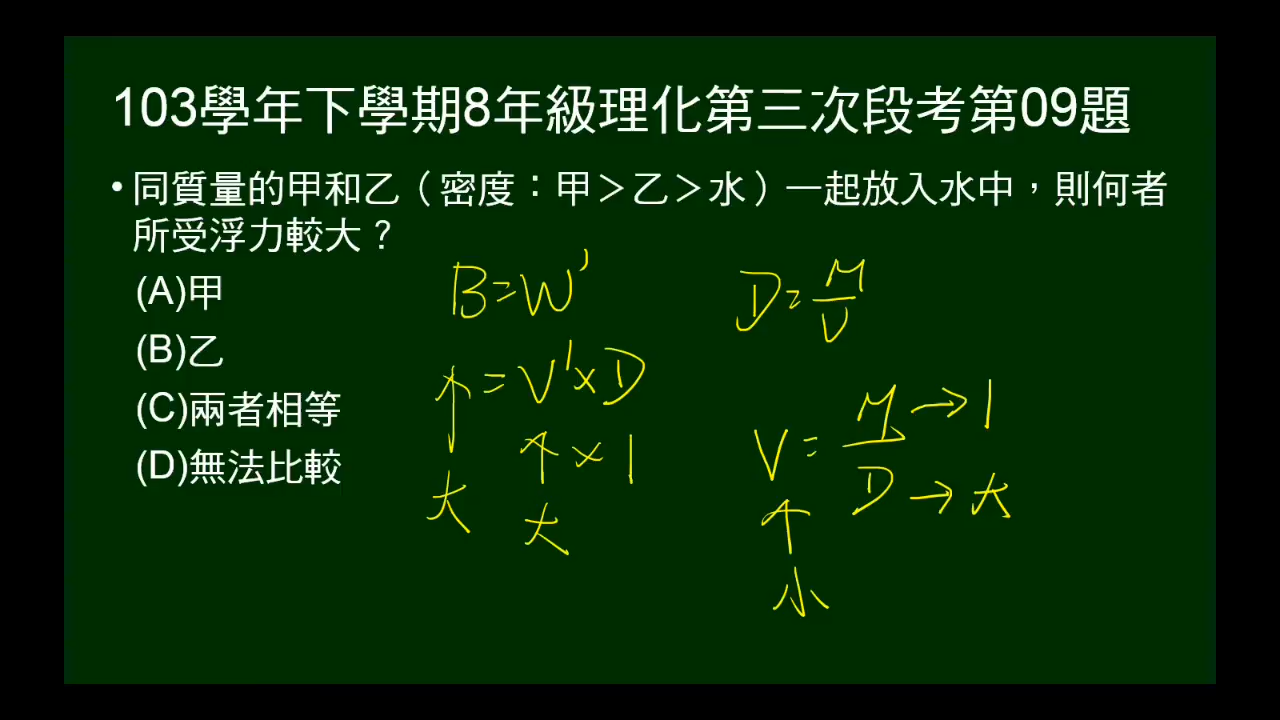 103學年下學期8年級理化第三次段考第09題
• 同質量的甲和乙（密度：甲＞乙＞水）一起放入水中，則何者
所受浮力較大？
(A)甲
(B)乙
(C)兩者相等
(D)無法比較
B=W'
↑=V'×D
大 ↑×1
大
D=M/V
V=M/D
M→1
D→大
↑
小